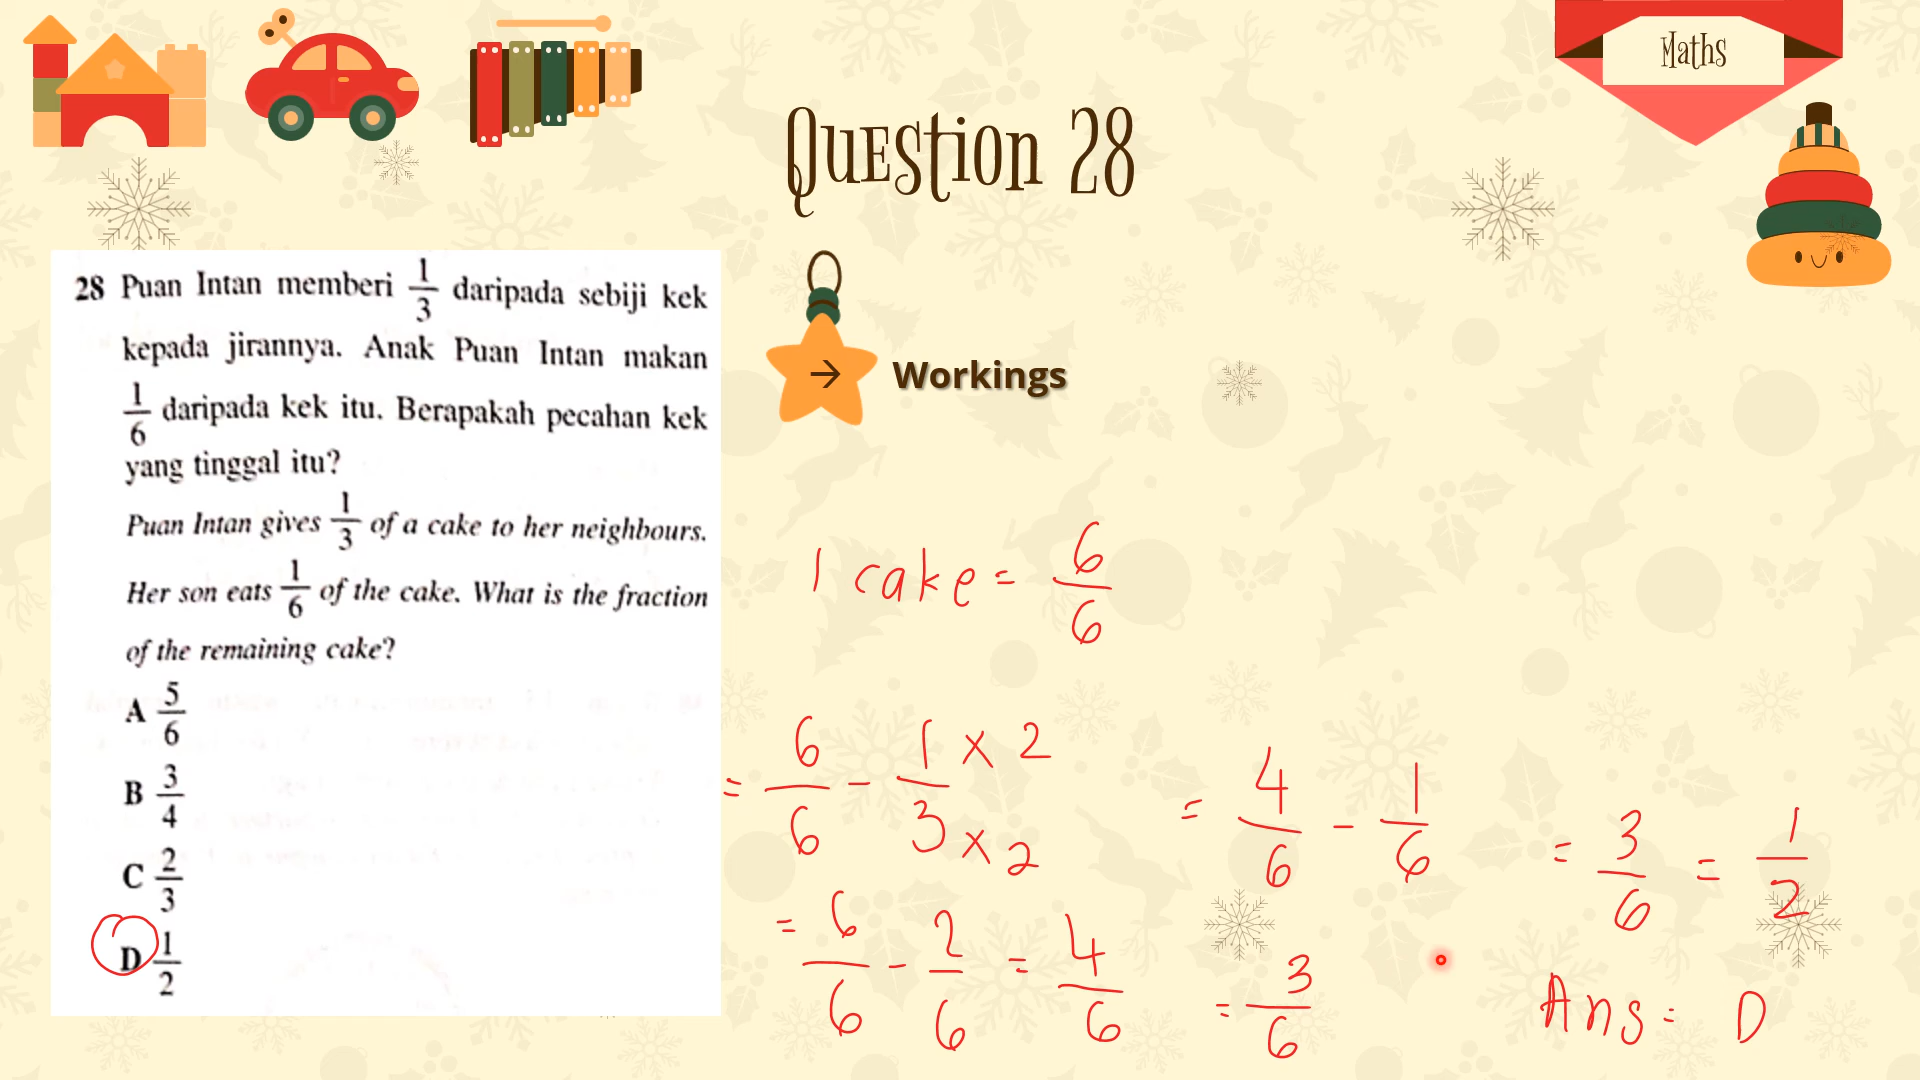 Maths
Question 28
28 Puan Intan memberi 1/3 daripada sebiji kek
kepada jirannya. Anak Puan Intan makan
1/6 daripada kek itu. Berapakah pecahan kek
yang tinggal itu?
Puan Intan gives 1/3 of a cake to her neighbours.
Her son eats 1/6 of the cake. What is the fraction
of the remaining cake?
A 5/6
B 3/4
C 2/3
D 1/2
→ Workings
1 cake = 6/6
= 6/6 - 1/3 × 2 × 2
= 6/6 - 2/6 = 4/6
= 4/6 - 1/6
= 3/6
= 3/6 = 1/2
Ans = D